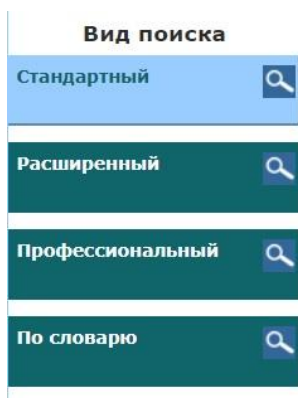 Вид поиска
Стандартный
Расширенный
Профессиональный
По словарю